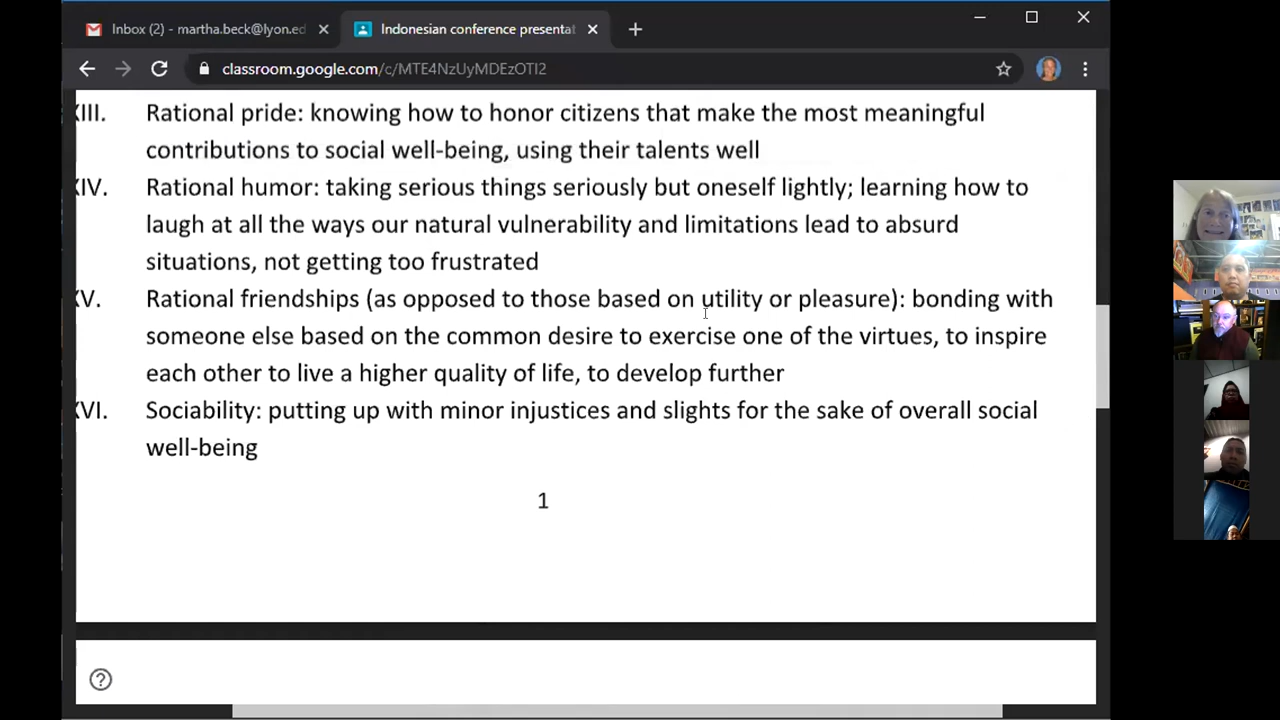 Inbox (2) - martha.beck@lyon.ed
Indonesian conference presentat
classroom.google.com/c/MTE4NzUyMDEzOTI2
XIII. Rational pride: knowing how to honor citizens that make the most meaningful
contributions to social well-being, using their talents well
XIV. Rational humor: taking serious things seriously but oneself lightly; learning how to
laugh at all the ways our natural vulnerability and limitations lead to absurd
situations, not getting too frustrated
XV. Rational friendships (as opposed to those based on utility or pleasure): bonding with
someone else based on the common desire to exercise one of the virtues, to inspire
each other to live a higher quality of life, to develop further
XVI. Sociability: putting up with minor injustices and slights for the sake of overall social
well-being
1